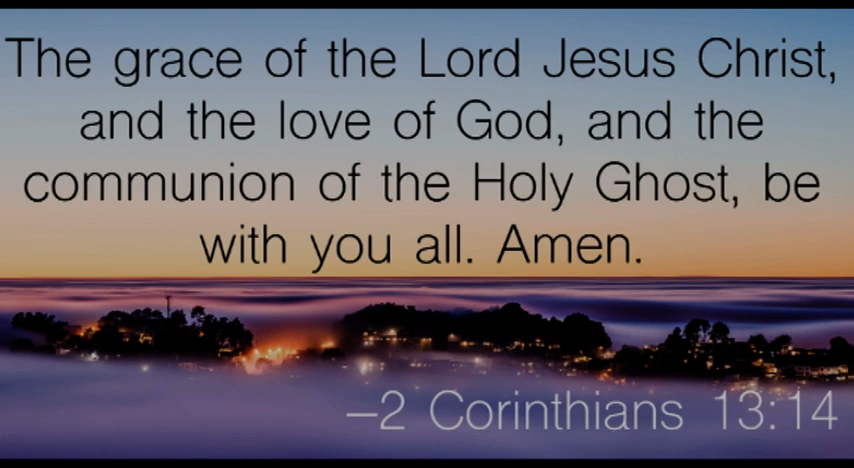 The grace of the Lord Jesus Christ,
and the love of God, and the
communion of the Holy Ghost, be
with you all. Amen.
–2 Corinthians 13:14